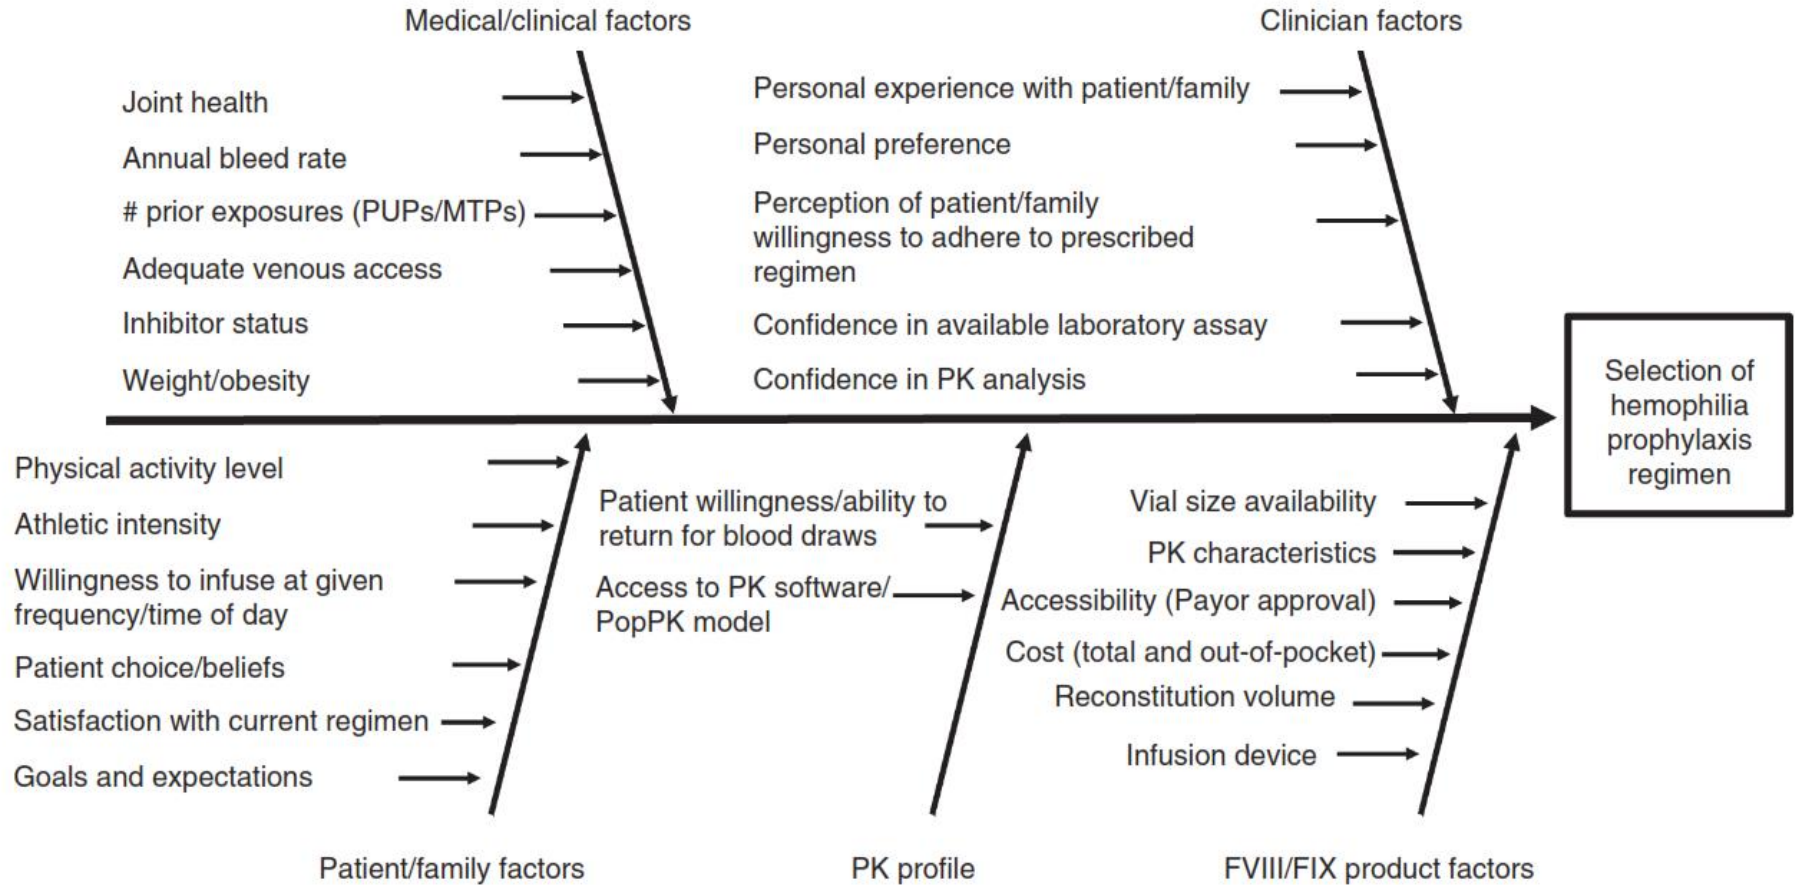 Medical/clinical factors
Joint health
Annual bleed rate
# prior exposures (PUPs/MTPs)
Adequate venous access
Inhibitor status
Weight/obesity
Clinician factors
Personal experience with patient/family
Personal preference
Perception of patient/family
willingness to adhere to prescribed
regimen
Confidence in available laboratory assay
Confidence in PK analysis
Selection of
hemophilia
prophylaxis
regimen
Physical activity level
Athletic intensity
Willingness to infuse at given
frequency/time of day
Patient choice/beliefs
Satisfaction with current regimen
Goals and expectations
Patient/family factors
Patient willingness/ability to
return for blood draws
Access to PK software/
PopPK model
PK profile
Vial size availability
PK characteristics
Accessibility (Payor approval)
Cost (total and out-of-pocket)
Reconstitution volume
Infusion device
FVIII/FIX product factors